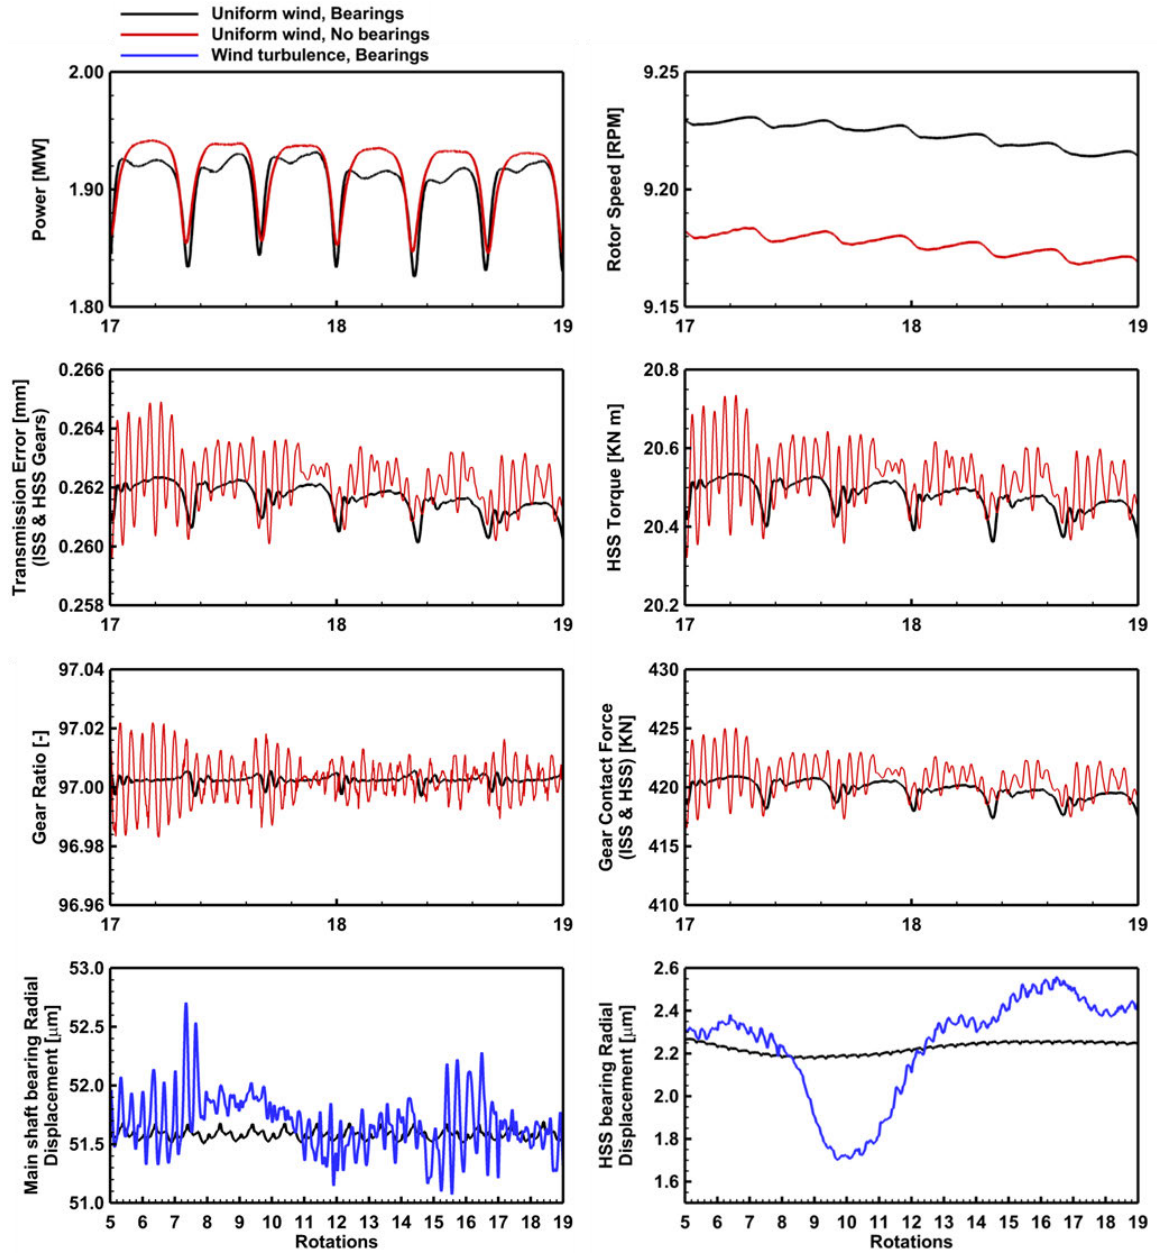 Uniform wind, Bearings
Uniform wind, No bearings
Wind turbulence, Bearings
2.00
1.90
1.80
Power [MW]
17
18
19
9.25
9.20
9.15
Rotor Speed [RPM]
17
18
19
0.266
0.264
0.262
0.260
0.258
Transmission Error [mm]
(ISS & HSS Gears)
17
18
19
20.8
20.6
20.4
20.2
HSS Torque [KN m]
17
18
19
97.04
97.02
97.00
96.98
96.96
Gear Ratio [-]
17
18
19
430
425
420
415
410
Gear Contact Force
(ISS & HSS) [KN]
17
18
19
53.0
52.5
52.0
51.5
51.0
Main shaft bearing Radial
Displacement [μm]
5 6 7 8 9 10 11 12 13 14 15 16 17 18 19
Rotations
2.6
2.4
2.2
2.0
1.8
1.6
HSS bearing Radial
Displacement [μm]
5 6 7 8 9 10 11 12 13 14 15 16 17 18 19
Rotations